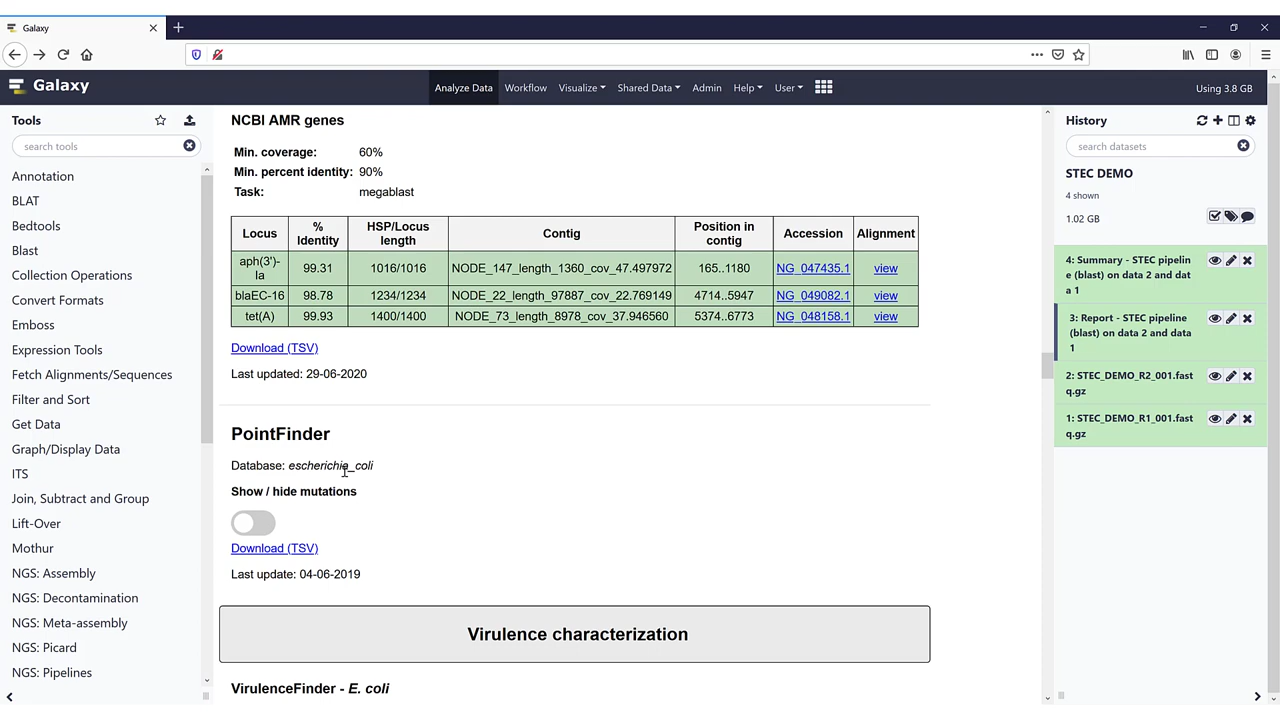 Galaxy
Galaxy
Analyze Data Workflow Visualize Shared Data Admin Help User
Using 3.8 GB
Tools
search tools
Annotation
BLAT
Bedtools
Blast
Collection Operations
Convert Formats
Emboss
Expression Tools
Fetch Alignments/Sequences
Filter and Sort
Get Data
Graph/Display Data
ITS
Join, Subtract and Group
Lift-Over
Mothur
NGS: Assembly
NGS: Decontamination
NGS: Meta-assembly
NGS: Picard
NGS: Pipelines
NCBI AMR genes
Min. coverage: 60%
Min. percent identity: 90%
Task: megablast
Locus % Identity HSP/Locus length Contig Position in contig Accession Alignment
aph(3')-Ia 99.31 1016/1016 NODE_147_length_1360_cov_47.497972 165..1180 NG_047435.1 view
blaEC-16 98.78 1234/1234 NODE_22_length_97887_cov_22.769149 4714..5947 NG_049082.1 view
tet(A) 99.93 1400/1400 NODE_73_length_8978_cov_37.946560 5374..6773 NG_048158.1 view
Download (TSV)
Last updated: 29-06-2020
PointFinder
Database: escherichia_coli
Show / hide mutations
Download (TSV)
Last update: 04-06-2019
Virulence characterization
VirulenceFinder - E. coli
History
search datasets
STEC DEMO
4 shown
1.02 GB
4: Summary - STEC pipelin
e (blast) on data 2 and dat
a 1
3: Report - STEC pipeline
(blast) on data 2 and data
1
2: STEC_DEMO_R2_001.fast
q.gz
1: STEC_DEMO_R1_001.fast
q.gz